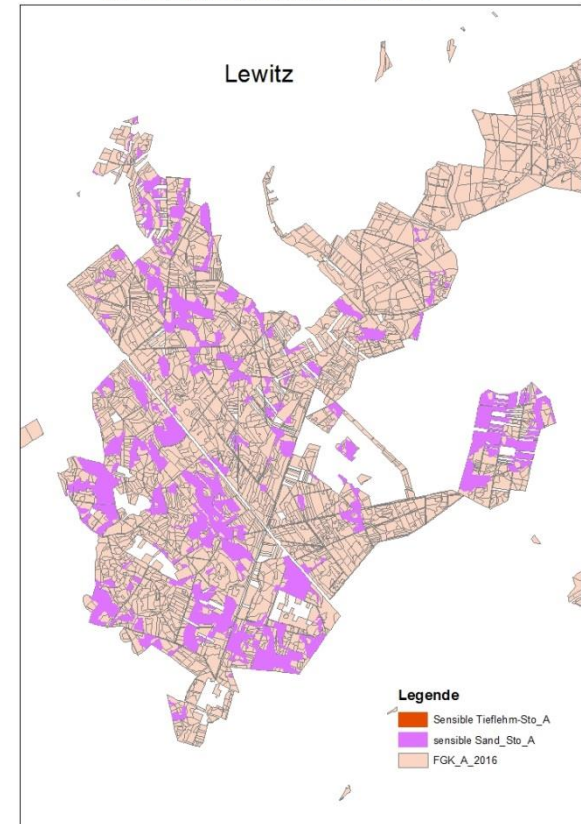 Lewitz
Legende
Sensible Tieflehm-Sto_A
sensible Sand_Sto_A
FGK_A_2016